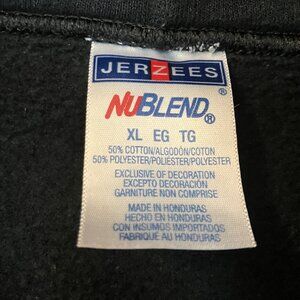 JERZEES®
NUBLEND®
XL EG TG
50% COTTON/ALGODÓN/COTON
50% POLYESTER/POLIESTER/POLYESTER
EXCLUSIVE OF DECORATION
EXCEPTO DECORACIÓN
GARNITURE NON COMPRISE
MADE IN HONDURAS
HECHO EN HONDURAS
CON INSUMOS IMPORTADOS
FABRIQUÉ AU HONDURAS